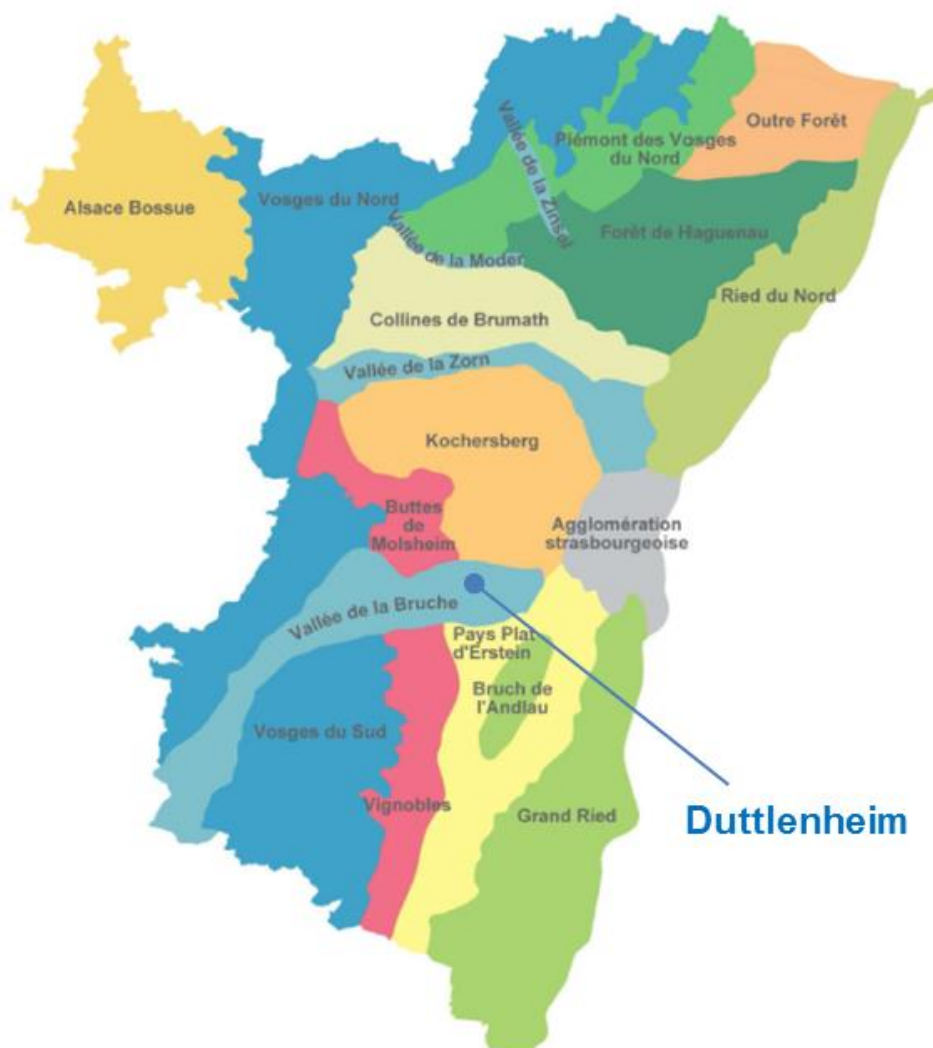 Outre Forêt
Piémont des Vosges
du Nord
Vallée de la Zinsel
Alsace Bossue
Vosges du Nord
Forêt de Haguenau
Vallée de la Moder
Ried du Nord
Collines de Brumath
Vallée de la Zorn
Kochersberg
Buttes
de
Molsheim
Agglomération
strasbourgeoise
Vallée de la Bruche
Pays Plat
d'Erstein
Bruch de
l'Andlau
Vosges du Sud
Vignobles
Grand Ried
Duttlenheim